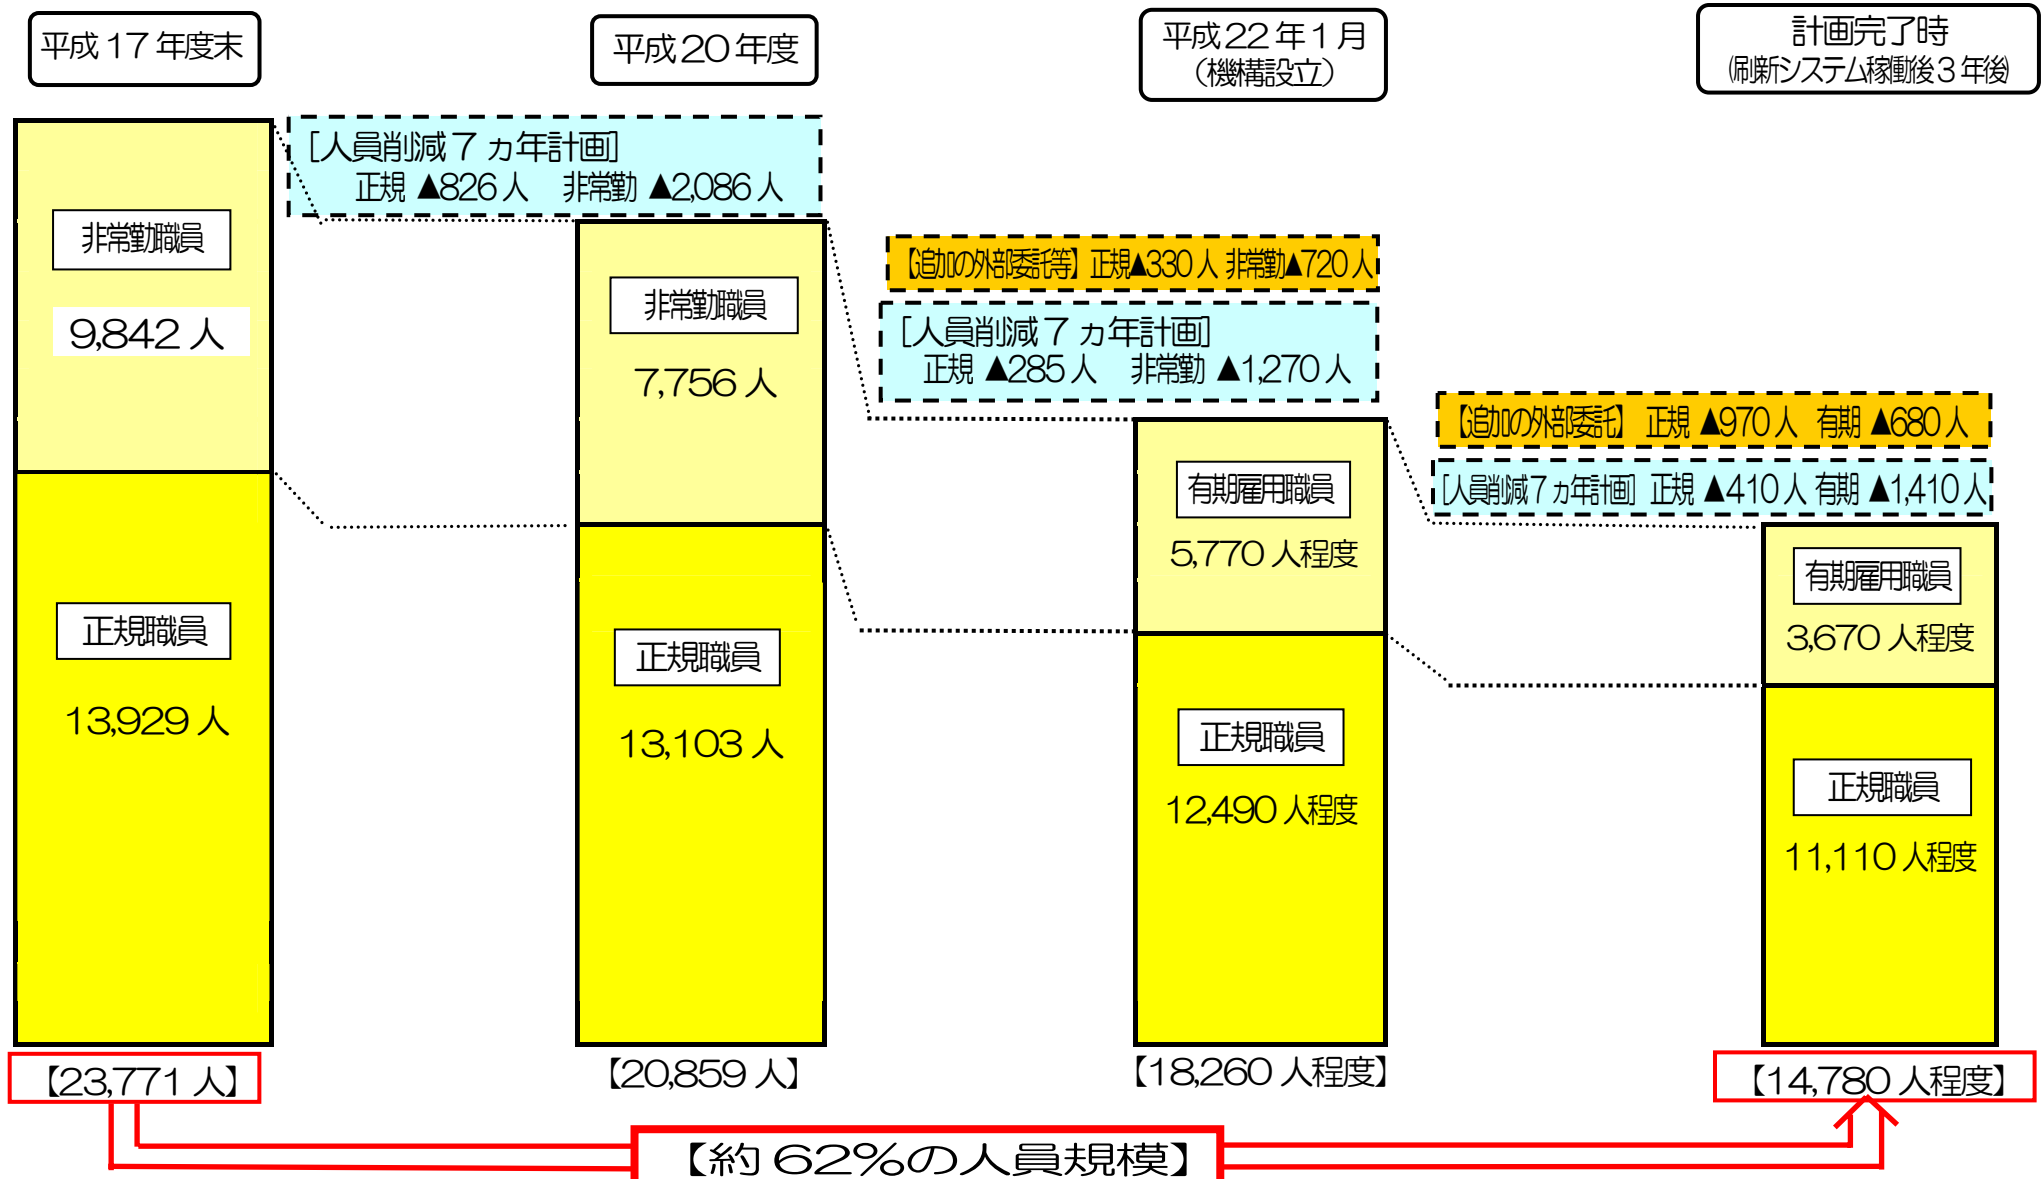 平成17年度末
平成20年度
平成22年1月
（機構設立）
計画完了時
（刷新システム稼働後3年後）
[人員削減7ヵ年計画]
正規 ▲826人 非常勤 ▲2,086人
非常勤職員
9,842人
正規職員
13,929人
【23,771人】
非常勤職員
7,756人
正規職員
13,103人
【20,859人】
【追加の外部委託等】正規▲330人 非常勤▲720人
[人員削減7ヵ年計画]
正規 ▲285人 非常勤 ▲1,270人
有期雇用職員
5,770人程度
正規職員
12,490人程度
【18,260人程度】
【追加の外部委託】 正規 ▲970人 有期 ▲680人
[人員削減7ヵ年計画] 正規 ▲410人 有期 ▲1,410人
有期雇用職員
3,670人程度
正規職員
11,110人程度
【14,780人程度】
【約62%の人員規模】